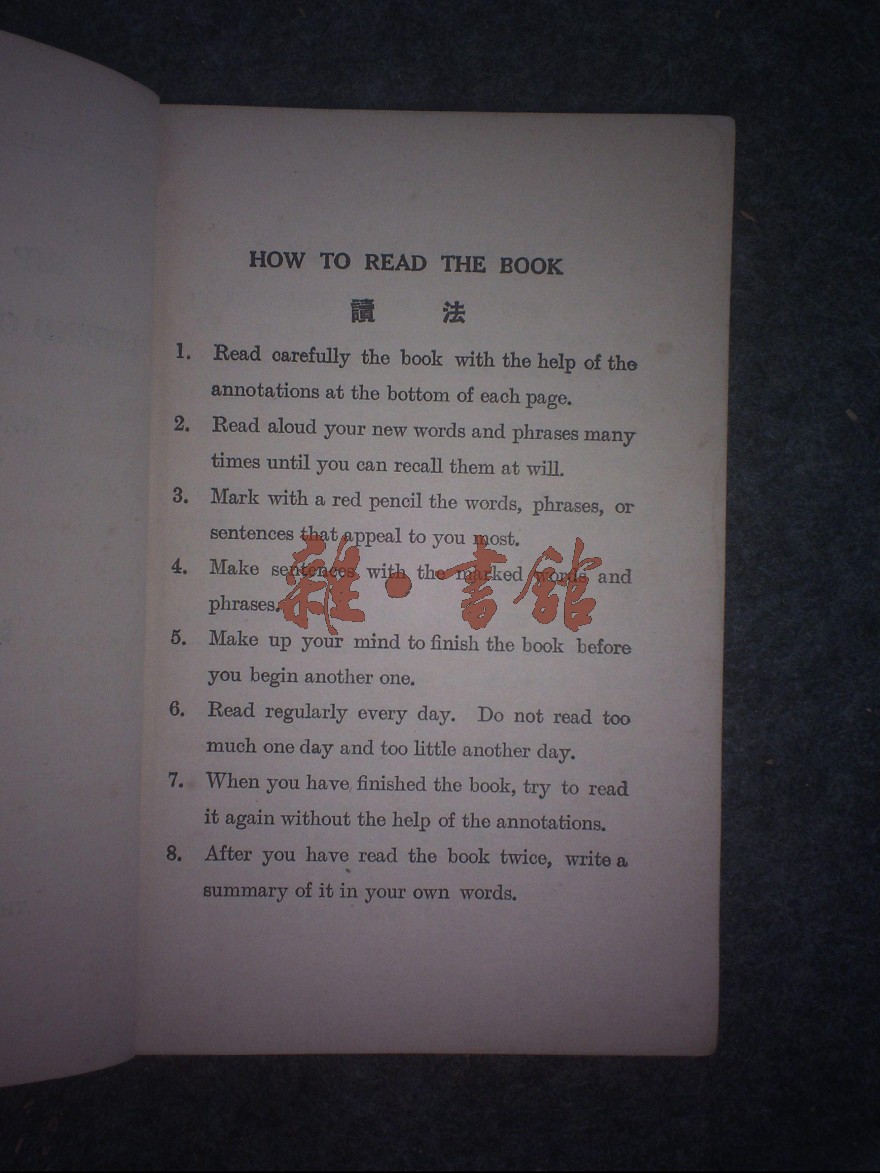 HOW TO READ THE BOOK
讀 法
1. Read carefully the book with the help of the
annotations at the bottom of each page.
2. Read aloud your new words and phrases many
times until you can recall them at will.
3. Mark with a red pencil the words, phrases, or
sentences that appeal to you most.
4. Make sentences with the marked words and
phrases.
雜·書館
5. Make up your mind to finish the book before
you begin another one.
6. Read regularly every day. Do not read too
much one day and too little another day.
7. When you have finished the book, try to read
it again without the help of the annotations.
8. After you have read the book twice, write a
summary of it in your own words.